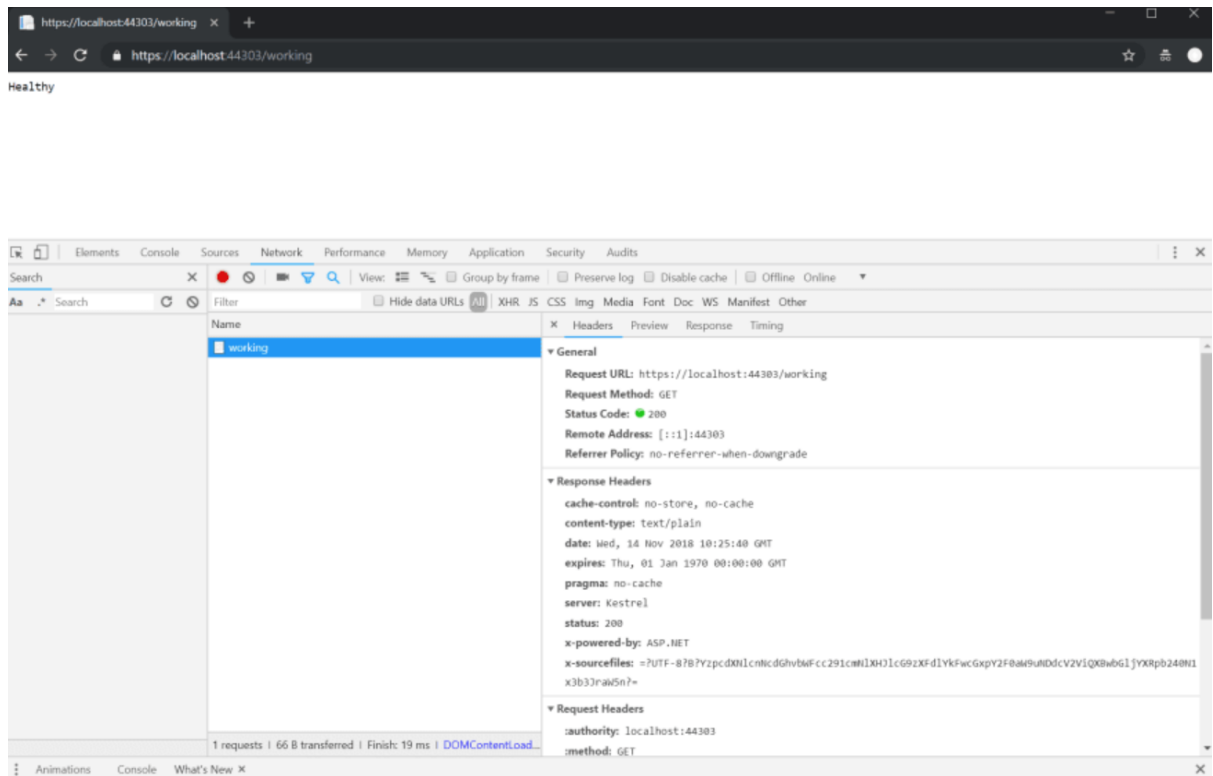 https://localhost:44303/working
https://localhost:44303/working
Healthy
Elements Console Sources Network Performance Memory Application Security Audits
Search View: Group by frame Preserve log Disable cache Offline Online
Aa .* Search Filter Hide data URLs All XHR JS CSS Img Media Font Doc WS Manifest Other
Name Headers Preview Response Timing
working
General
Request URL: https://localhost:44303/working
Request Method: GET
Status Code: 200
Remote Address: [::1]:44303
Referrer Policy: no-referrer-when-downgrade
Response Headers
cache-control: no-store, no-cache
content-type: text/plain
date: Wed, 14 Nov 2018 10:25:40 GMT
expires: Thu, 01 Jan 1970 00:00:00 GMT
pragma: no-cache
server: Kestrel
status: 200
x-powered-by: ASP.NET
x-sourcefiles:
Request Headers
:authority: localhost:44303
1 requests | 66 B transferred | Finish: 19 ms | DOMContentLoad...
:method: GET
Animations Console What's New